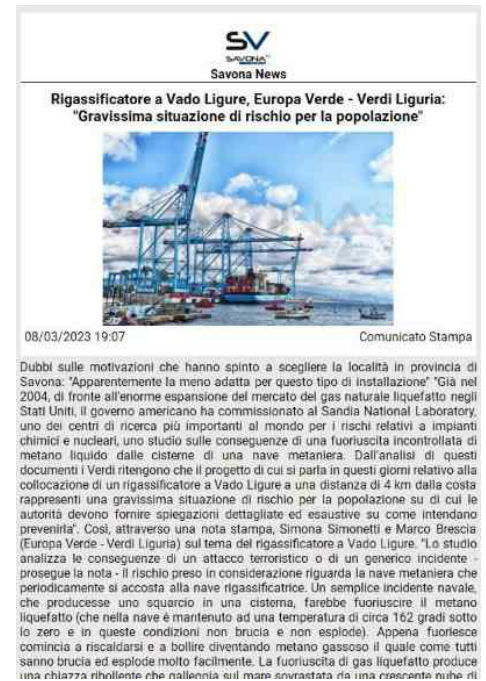 SV
SAVONA
Savona News
Rigassificatore a Vado Ligure, Europa Verde - Verdi Liguria:
"Gravissima situazione di rischio per la popolazione"
08/03/2023 19:07
Comunicato Stampa
Dubbi sulle motivazioni che hanno spinto a scegliere la località in provincia di
Savona: "Apparentemente la meno adatta per questo tipo di installazione" "Già nel
2004, di fronte all'enorme espansione del mercato del gas naturale liquefatto negli
Stati Uniti, il governo americano ha commissionato al Sandia National Laboratory,
uno dei centri di ricerca più importanti al mondo per i rischi relativi a impianti
chimici e nucleari, uno studio sulle conseguenze di una fuoriuscita incontrollata di
metano liquido dalle cisterne di una nave metaniera. Dall'analisi di questi
documenti i Verdi ritengono che il progetto di cui si parla in questi giorni relativo alla
collocazione di un rigassificatore a Vado Ligure a una distanza di 4 km dalla costa
rappresenti una gravissima situazione di rischio per la popolazione su di cui le
autorità devono fornire spiegazioni dettagliate ed esaustive su come intendano
prevenirla". Così, attraverso una nota stampa, Simona Simonetti e Marco Brescia
(Europa Verde - Verdi Liguria) sul tema del rigassificatore a Vado Ligure. "Lo studio
analizza le conseguenze di un attacco terroristico o di un generico incidente -
prosegue la nota - il rischio preso in considerazione riguarda la nave metaniera che
periodicamente si accosta alla nave rigassificatrice. Un semplice incidente navale,
che producesse uno squarcio in una cisterna, farebbe fuoriuscire il metano
liquefatto (che nella nave è mantenuto ad una temperatura di circa 162 gradi sotto
lo zero e in queste condizioni non brucia e non esplode). Appena fuoriesce
comincia a riscaldarsi e a bollire diventando metano gassoso il quale come tutti
sanno brucia ed esplode molto facilmente. La fuoriuscita di gas liquefatto produce
una chiazza ribollente che galleggia sul mare sovrastata da una crescente nube di